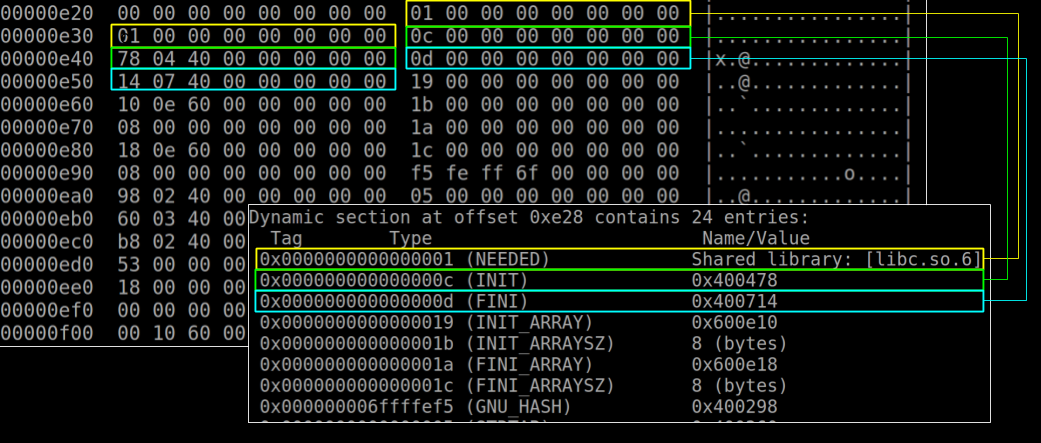 00000e20  00 00 00 00 00 00 00 00  01 00 00 00 00 00 00 00  |................|
00000e30  01 00 00 00 00 00 00 00  0c 00 00 00 00 00 00 00  |................|
00000e40  78 04 40 00 00 00 00 00  0d 00 00 00 00 00 00 00  |x.@.............|
00000e50  14 07 40 00 00 00 00 00  19 00 00 00 00 00 00 00  |..@.............|
00000e60  10 0e 60 00 00 00 00 00  1b 00 00 00 00 00 00 00  |..`.............|
00000e70  08 00 00 00 00 00 00 00  1a 00 00 00 00 00 00 00  |................|
00000e80  18 0e 60 00 00 00 00 00  1c 00 00 00 00 00 00 00  |..`.............|
00000e90  08 00 00 00 00 00 00 00  f5 fe ff 6f 00 00 00 00  |...........o....|
00000ea0  98 02 40 00 00 00 00 00  05 00 00 00 00 00 00 00  |..@.............|
00000eb0  60 03 40 00
00000ec0  b8 02 40 00
00000ed0  53 00 00 00
00000ee0  18 00 00 00
00000ef0  00 00 00 00
00000f00  00 10 60 00
Dynamic section at offset 0xe28 contains 24 entries:
Tag Type Name/Value
0x0000000000000001 (NEEDED) Shared library: [libc.so.6]
0x000000000000000c (INIT) 0x400478
0x000000000000000d (FINI) 0x400714
0x0000000000000019 (INIT_ARRAY) 0x600e10
0x000000000000001b (INIT_ARRAYSZ) 8 (bytes)
0x000000000000001a (FINI_ARRAY) 0x600e18
0x000000000000001c (FINI_ARRAYSZ) 8 (bytes)
0x000000006ffffef5 (GNU_HASH) 0x400298